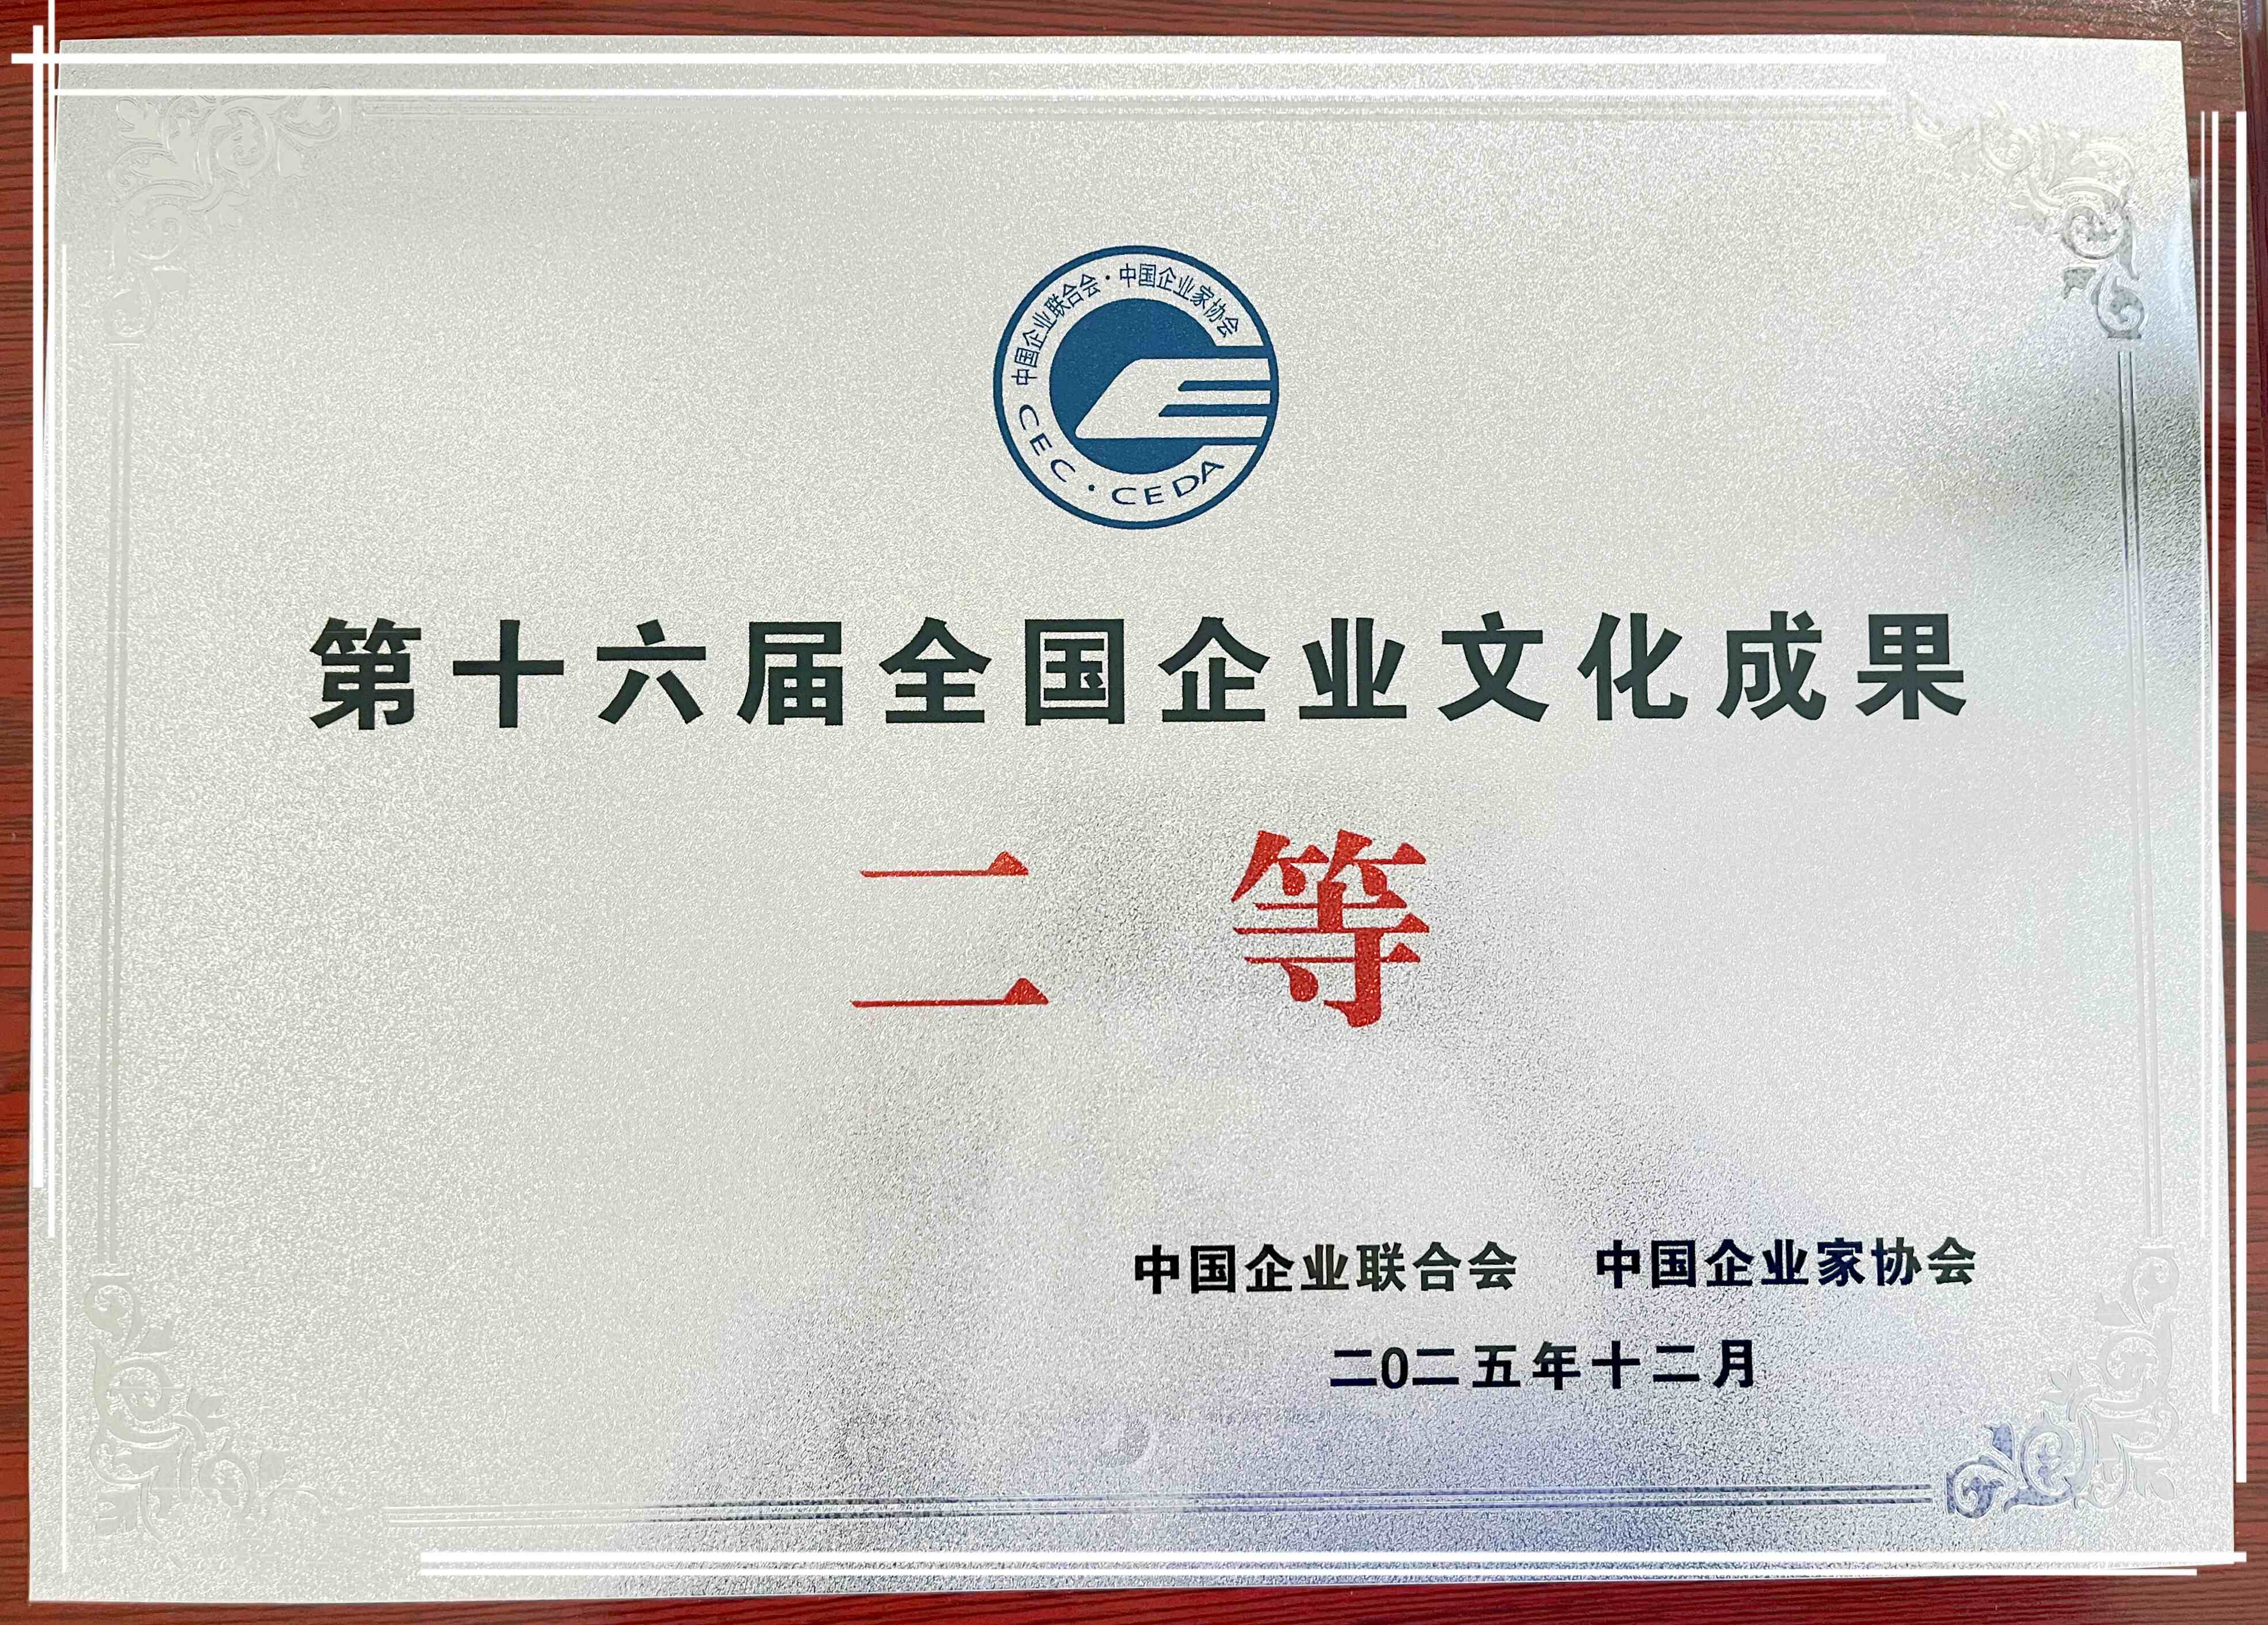 中国企业联合会·中国企业家协会
CEC·CEDA
第十六届全国企业文化成果
二等
中国企业联合会 中国企业家协会
二0二五年十二月